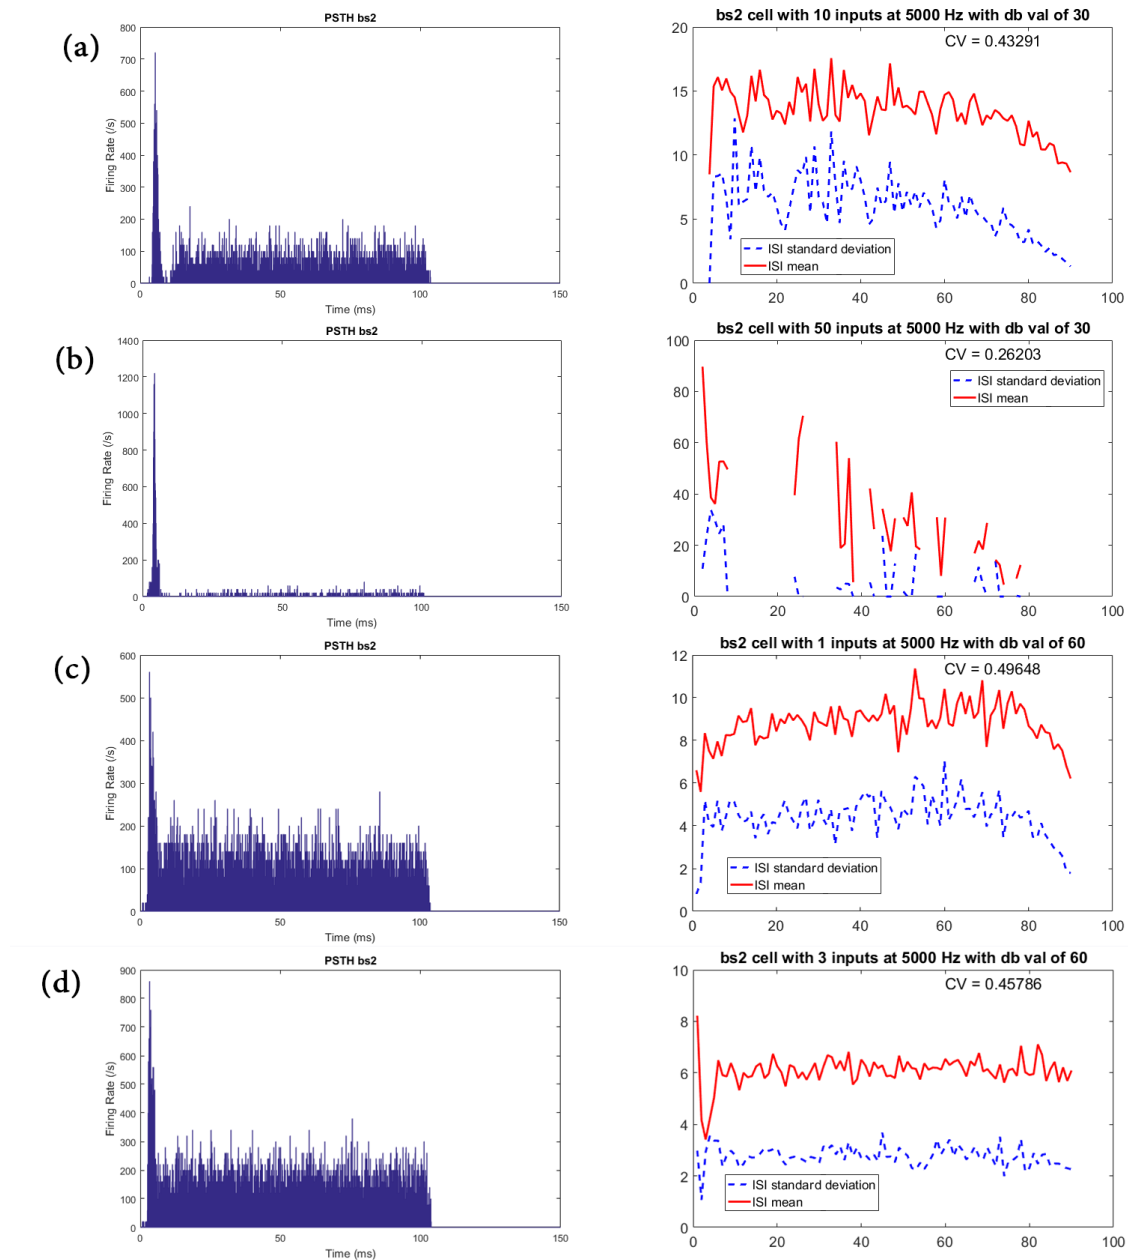 (a)
PSTH bs2
800
700
600
500
400
300
200
100
0
Firing Rate (/s)
0 50 100 150
Time (ms)
bs2 cell with 10 inputs at 5000 Hz with db val of 30
CV = 0.43291
20
15
10
5
0
ISI standard deviation
ISI mean
0 20 40 60 80 100
(b)
PSTH bs2
1400
1200
1000
800
600
400
200
0
Firing Rate (/s)
0 50 100 150
Time (ms)
bs2 cell with 50 inputs at 5000 Hz with db val of 30
CV = 0.26203
100
80
60
40
20
0
ISI standard deviation
ISI mean
0 20 40 60 80 100
(c)
PSTH bs2
600
500
400
300
200
100
0
Firing Rate (/s)
0 50 100 150
Time (ms)
bs2 cell with 1 inputs at 5000 Hz with db val of 60
CV = 0.49648
12
10
8
6
4
2
0
ISI standard deviation
ISI mean
0 20 40 60 80 100
(d)
PSTH bs2
900
800
700
600
500
400
300
200
100
0
Firing Rate (/s)
0 50 100 150
Time (ms)
bs2 cell with 3 inputs at 5000 Hz with db val of 60
CV = 0.45786
10
8
6
4
2
0
ISI standard deviation
ISI mean
0 20 40 60 80 100